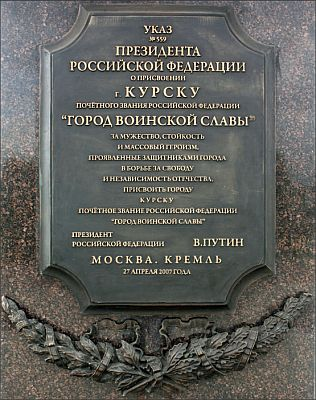 УКАЗ
№ 559
ПРЕЗИДЕНТА
РОССИЙСКОЙ ФЕДЕРАЦИИ
О ПРИСВОЕНИИ
г. КУРСКУ
ПОЧЁТНОГО ЗВАНИЯ РОССИЙСКОЙ ФЕДЕРАЦИИ
“ГОРОД ВОИНСКОЙ СЛАВЫ”
ЗА МУЖЕСТВО, СТОЙКОСТЬ
И МАССОВЫЙ ГЕРОИЗМ,
ПРОЯВЛЕННЫЕ ЗАЩИТНИКАМИ ГОРОДА
В БОРЬБЕ ЗА СВОБОДУ
И НЕЗАВИСИМОСТЬ ОТЕЧЕСТВА,
ПРИСВОИТЬ ГОРОДУ
КУРСКУ
ПОЧЁТНОЕ ЗВАНИЕ РОССИЙСКОЙ ФЕДЕРАЦИИ
“ГОРОД ВОИНСКОЙ СЛАВЫ”
ПРЕЗИДЕНТ
РОССИЙСКОЙ ФЕДЕРАЦИИ В.ПУТИН
МОСКВА. КРЕМЛЬ
27 АПРЕЛЯ 2007 ГОДА